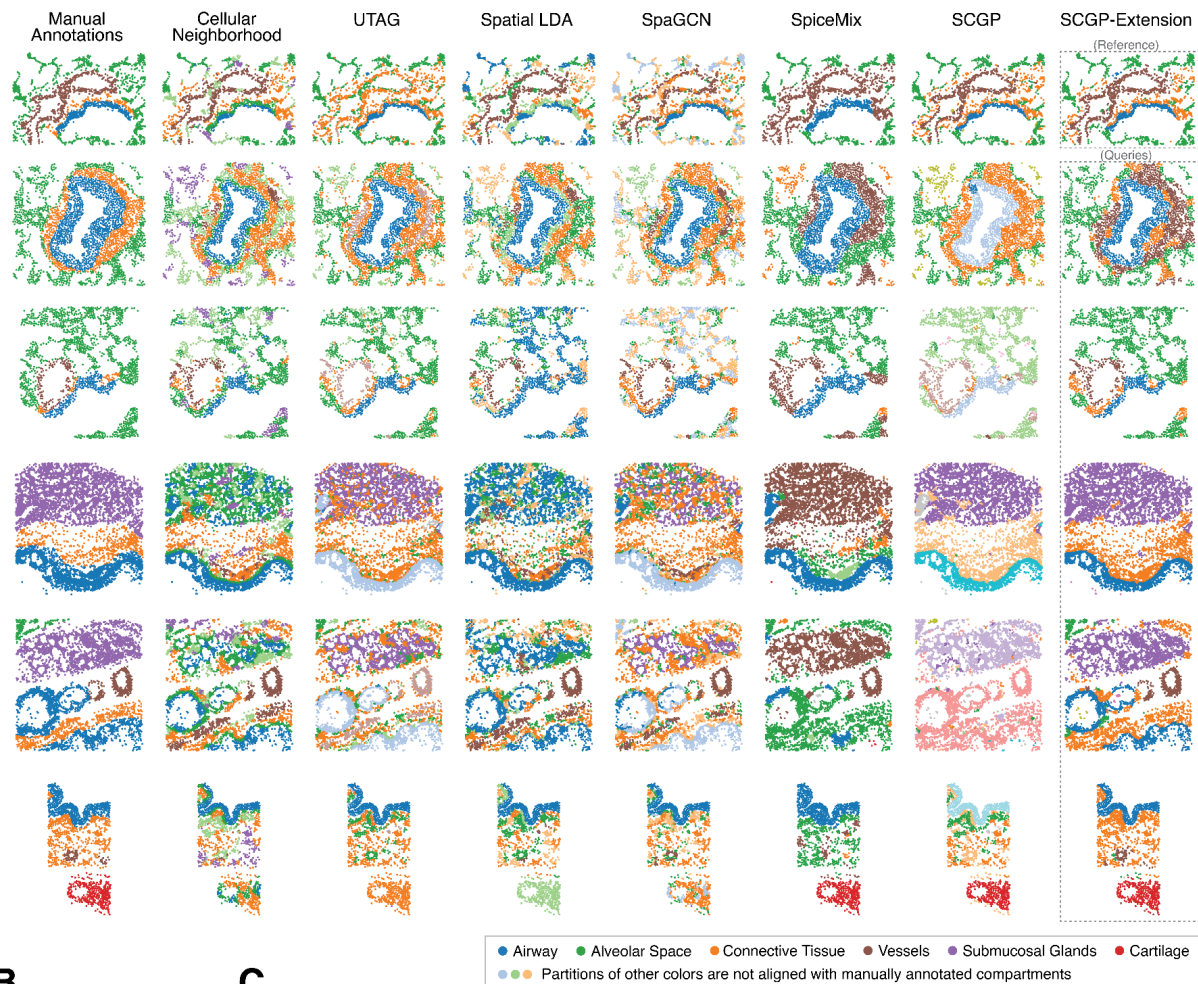 Manual Annotations
Cellular Neighborhood
UTAG
Spatial LDA
SpaGCN
SpiceMix
SCGP
SCGP-Extension
(Reference)
(Queries)
Airway
Alveolar Space
Connective Tissue
Vessels
Submucosal Glands
Cartilage
Partitions of other colors are not aligned with manually annotated compartments
B
C